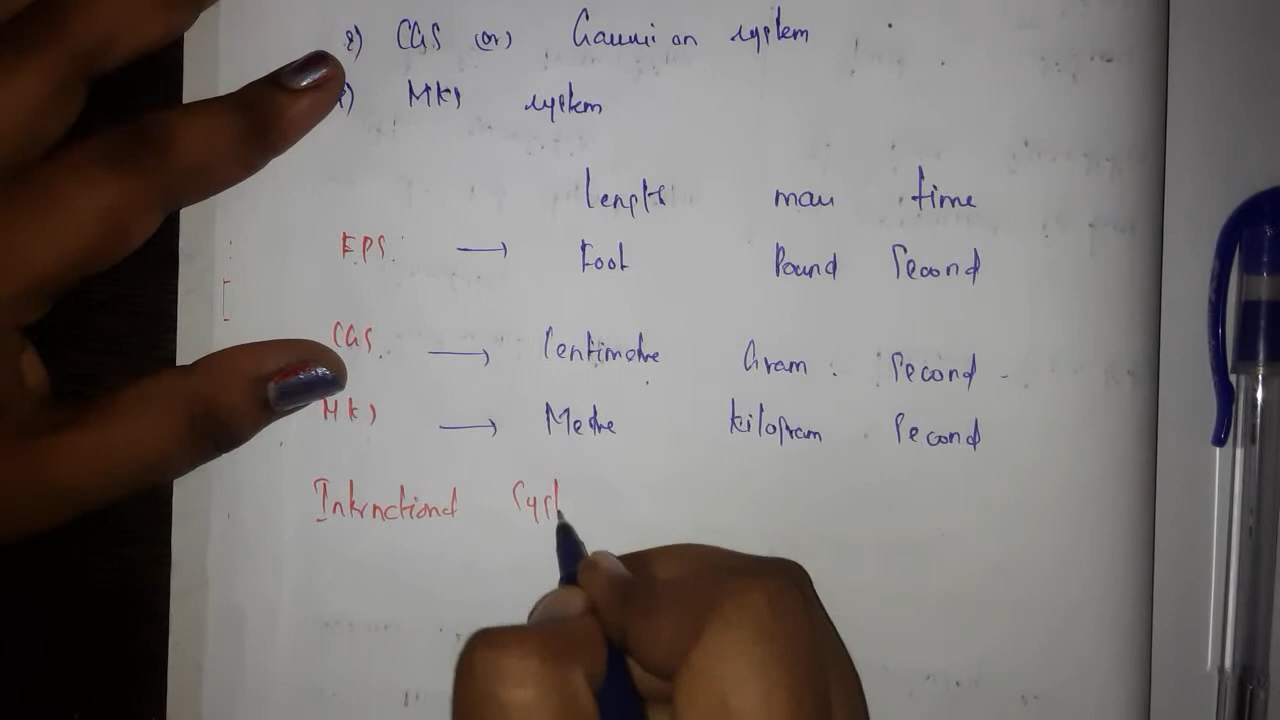 2) CGS (or) Gaussian system
) MKS system
length mass time
FPS : → Foot Pound Second
CGS. → Centimetre Gram . Second -
MKS → Metre kilogram Second
International Syst